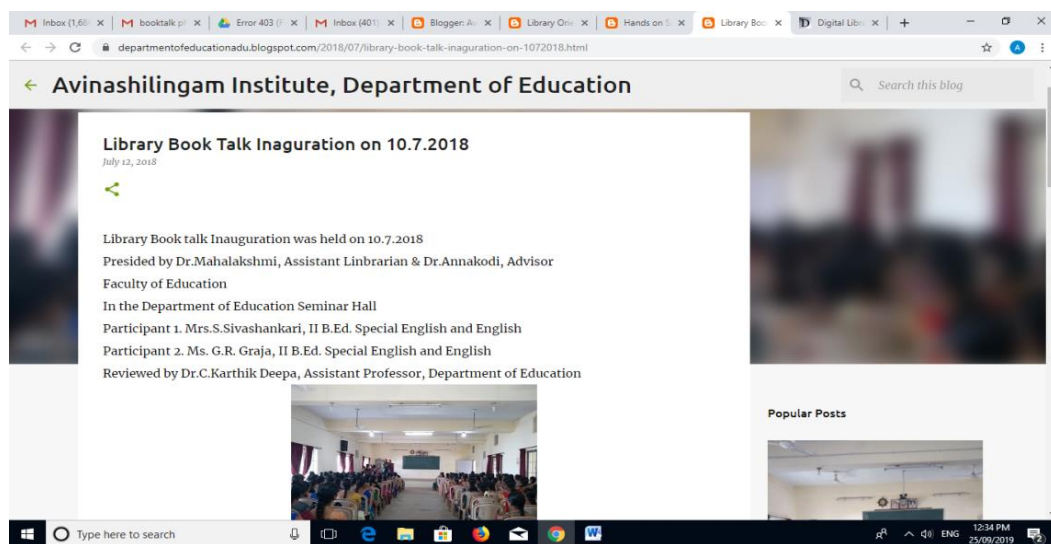 Inbox (1,68
booktalk pl
Error 403 (F
Inbox (401)
Blogger: Av
Library One
Hands on S
Library Boo
Digital Libra
departmentofeducationadu.blogspot.com/2018/07/library-book-talk-inaguration-on-1072018.html
Avinashilingam Institute, Department of Education
Search this blog
Library Book Talk Inaguration on 10.7.2018
July 12, 2018
Library Book talk Inauguration was held on 10.7.2018
Presided by Dr.Mahalakshmi, Assistant Linbrarian & Dr.Annakodi, Advisor
Faculty of Education
In the Department of Education Seminar Hall
Participant 1. Mrs.S.Sivashankari, II B.Ed. Special English and English
Participant 2. Ms. G.R. Graja, II B.Ed. Special English and English
Reviewed by Dr.C.Karthik Deepa, Assistant Professor, Department of Education
Popular Posts
Type here to search
ENG
12:34 PM
25/09/2019